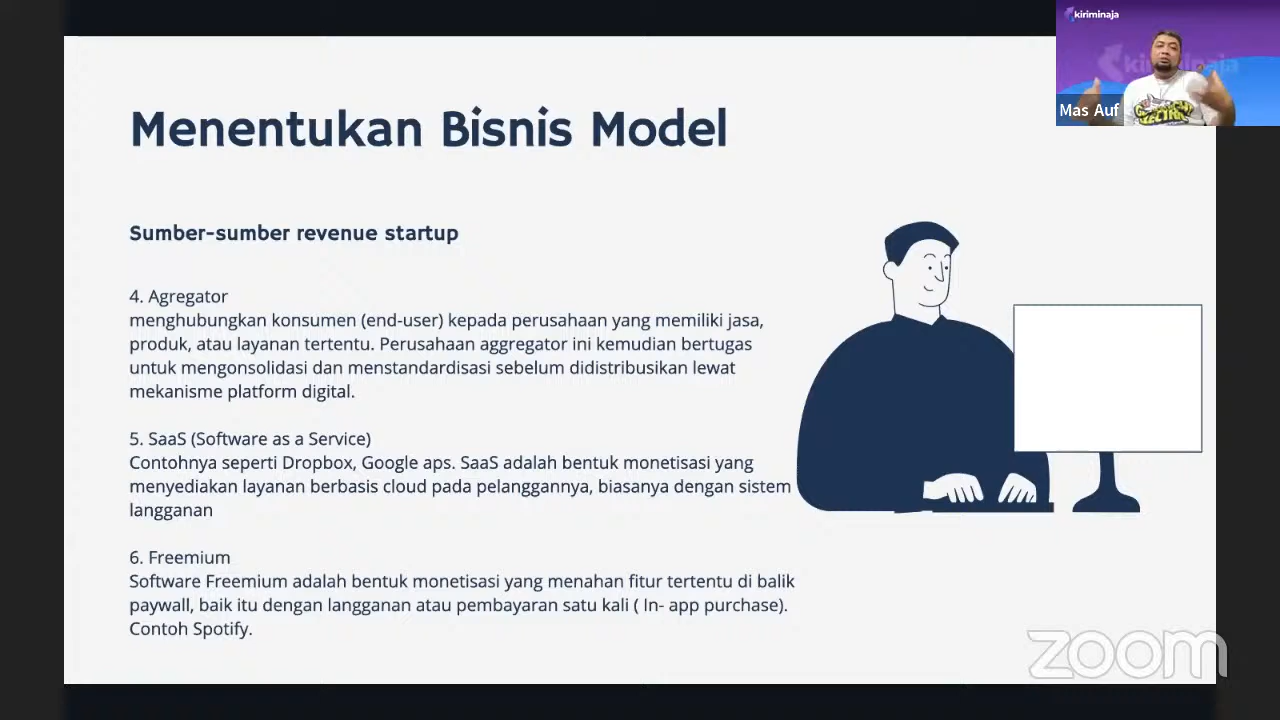 kiriminaja
kiriminaja
Mas Auf
Menentukan Bisnis Model
Sumber-sumber revenue startup
4. Agregator
menghubungkan konsumen (end-user) kepada perusahaan yang memiliki jasa,
produk, atau layanan tertentu. Perusahaan aggregator ini kemudian bertugas
untuk mengonsolidasi dan menstandardisasi sebelum didistribusikan lewat
mekanisme platform digital.
5. SaaS (Software as a Service)
Contohnya seperti Dropbox, Google aps. SaaS adalah bentuk monetisasi yang
menyediakan layanan berbasis cloud pada pelanggannya, biasanya dengan sistem
langganan
6. Freemium
Software Freemium adalah bentuk monetisasi yang menahan fitur tertentu di balik
paywall, baik itu dengan langganan atau pembayaran satu kali ( In- app purchase).
Contoh Spotify.
zoom